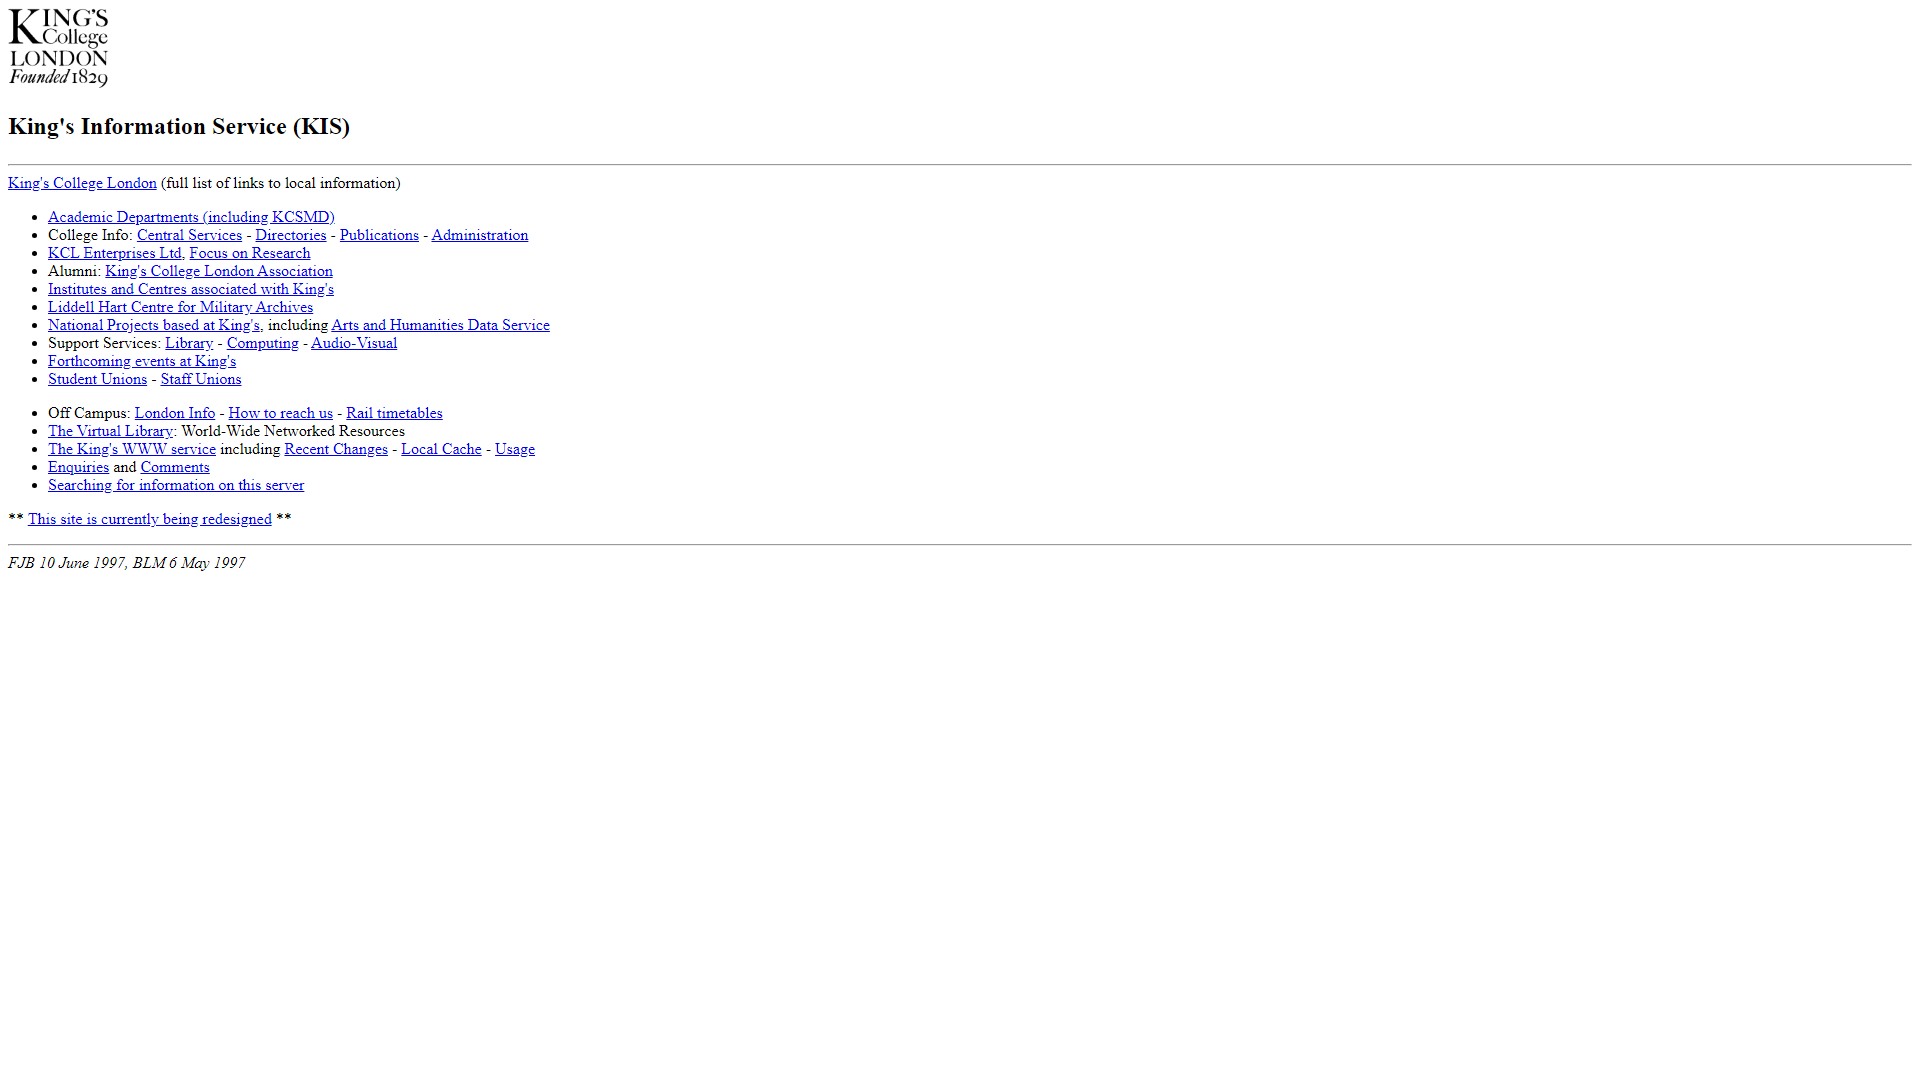 KING'S
College
LONDON
Founded 1829
King's Information Service (KIS)
King's College London (full list of links to local information)
Academic Departments (including KCSMD)
College Info: Central Services - Directories - Publications - Administration
KCL Enterprises Ltd, Focus on Research
Alumni: King's College London Association
Institutes and Centres associated with King's
Liddell Hart Centre for Military Archives
National Projects based at King's, including Arts and Humanities Data Service
Support Services: Library - Computing - Audio-Visual
Forthcoming events at King's
Student Unions - Staff Unions
Off Campus: London Info - How to reach us - Rail timetables
The Virtual Library: World-Wide Networked Resources
The King's WWW service including Recent Changes - Local Cache - Usage
Enquiries and Comments
Searching for information on this server
** This site is currently being redesigned **
FJB 10 June 1997, BLM 6 May 1997